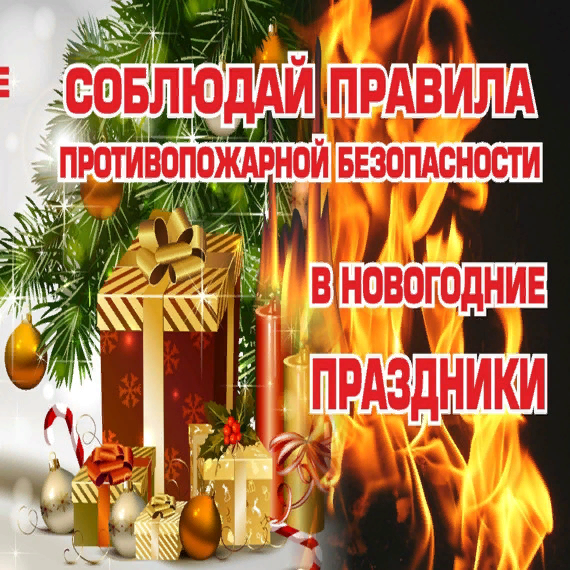 СОБЛЮДАЙ ПРАВИЛА
ПРОТИВОПОЖАРНОЙ БЕЗОПАСНОСТИ
В НОВОГОДНИЕ
ПРАЗДНИКИ